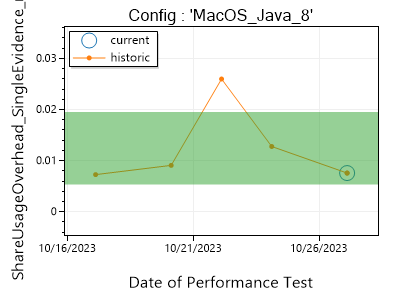 Config : 'MacOS_Java_8'
current
historic
ShareUsageOverhead_SingleEvidence_
0.03
0.02
0.01
0
10/16/2023
10/21/2023
10/26/2023
Date of Performance Test